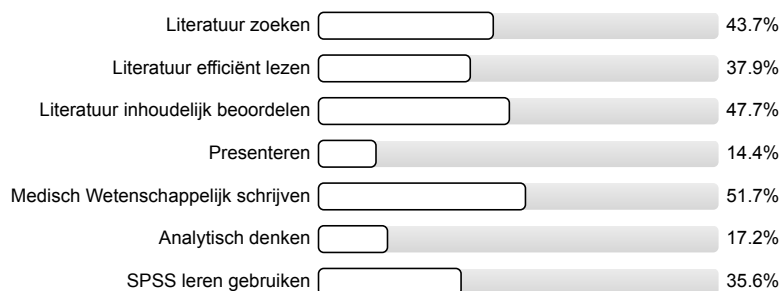 Literatuur zoeken 43.7%
Literatuur efficiënt lezen 37.9%
Literatuur inhoudelijk beoordelen 47.7%
Presenteren 14.4%
Medisch Wetenschappelijk schrijven 51.7%
Analytisch denken 17.2%
SPSS leren gebruiken 35.6%